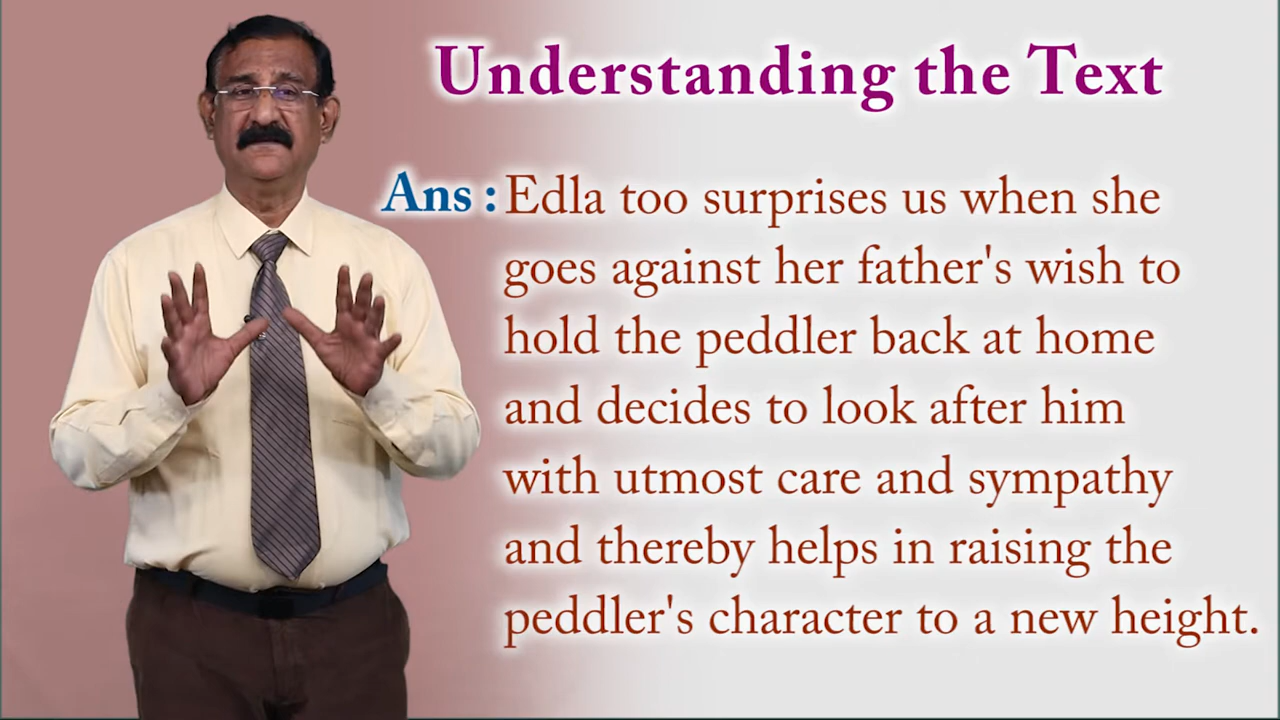 Understanding the Text
Ans : Edla too surprises us when she
goes against her father's wish to
hold the peddler back at home
and decides to look after him
with utmost care and sympathy
and thereby helps in raising the
peddler's character to a new height.